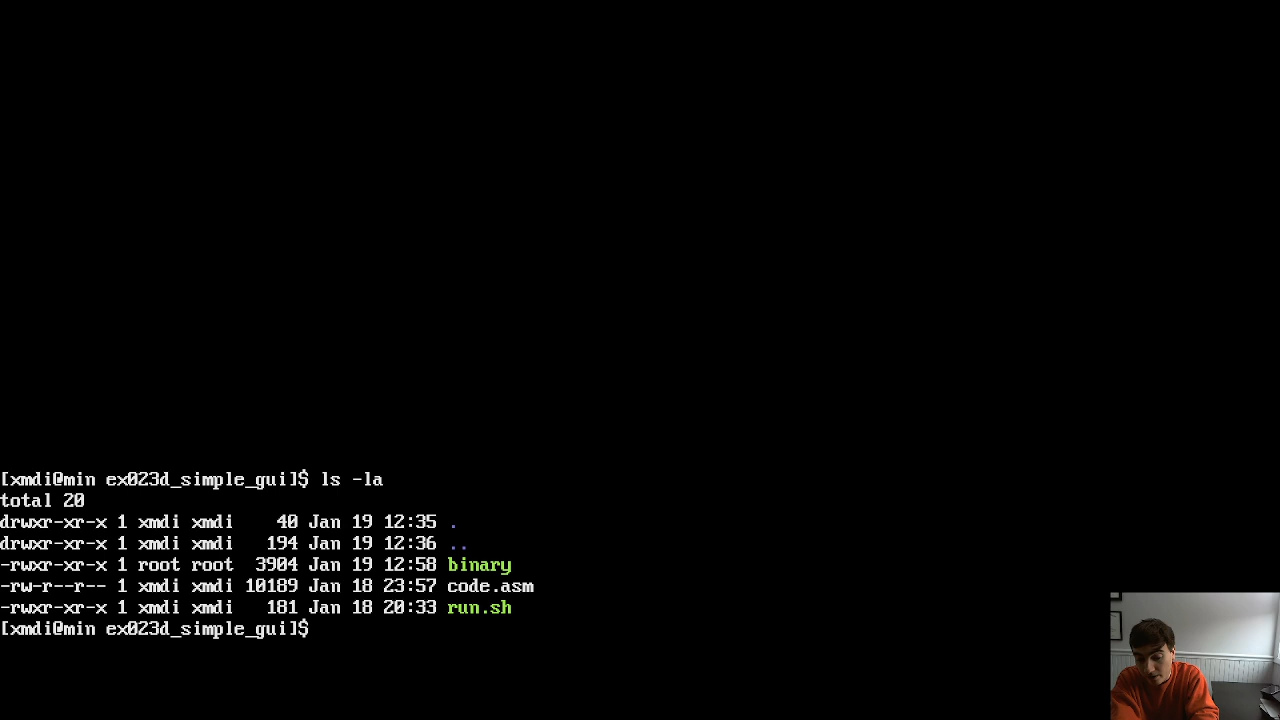 [xmdi@min ex023d_simple_gui]$ ls -la
total 20
drwxr-xr-x 1 xmdi xmdi    40 Jan 19 12:35 .
drwxr-xr-x 1 xmdi xmdi   194 Jan 19 12:36 ..
-rwxr-xr-x 1 root root  3904 Jan 19 12:58 binary
-rw-r--r-- 1 xmdi xmdi 10189 Jan 18 23:57 code.asm
-rwxr-xr-x 1 xmdi xmdi   181 Jan 18 20:33 run.sh
[xmdi@min ex023d_simple_gui]$